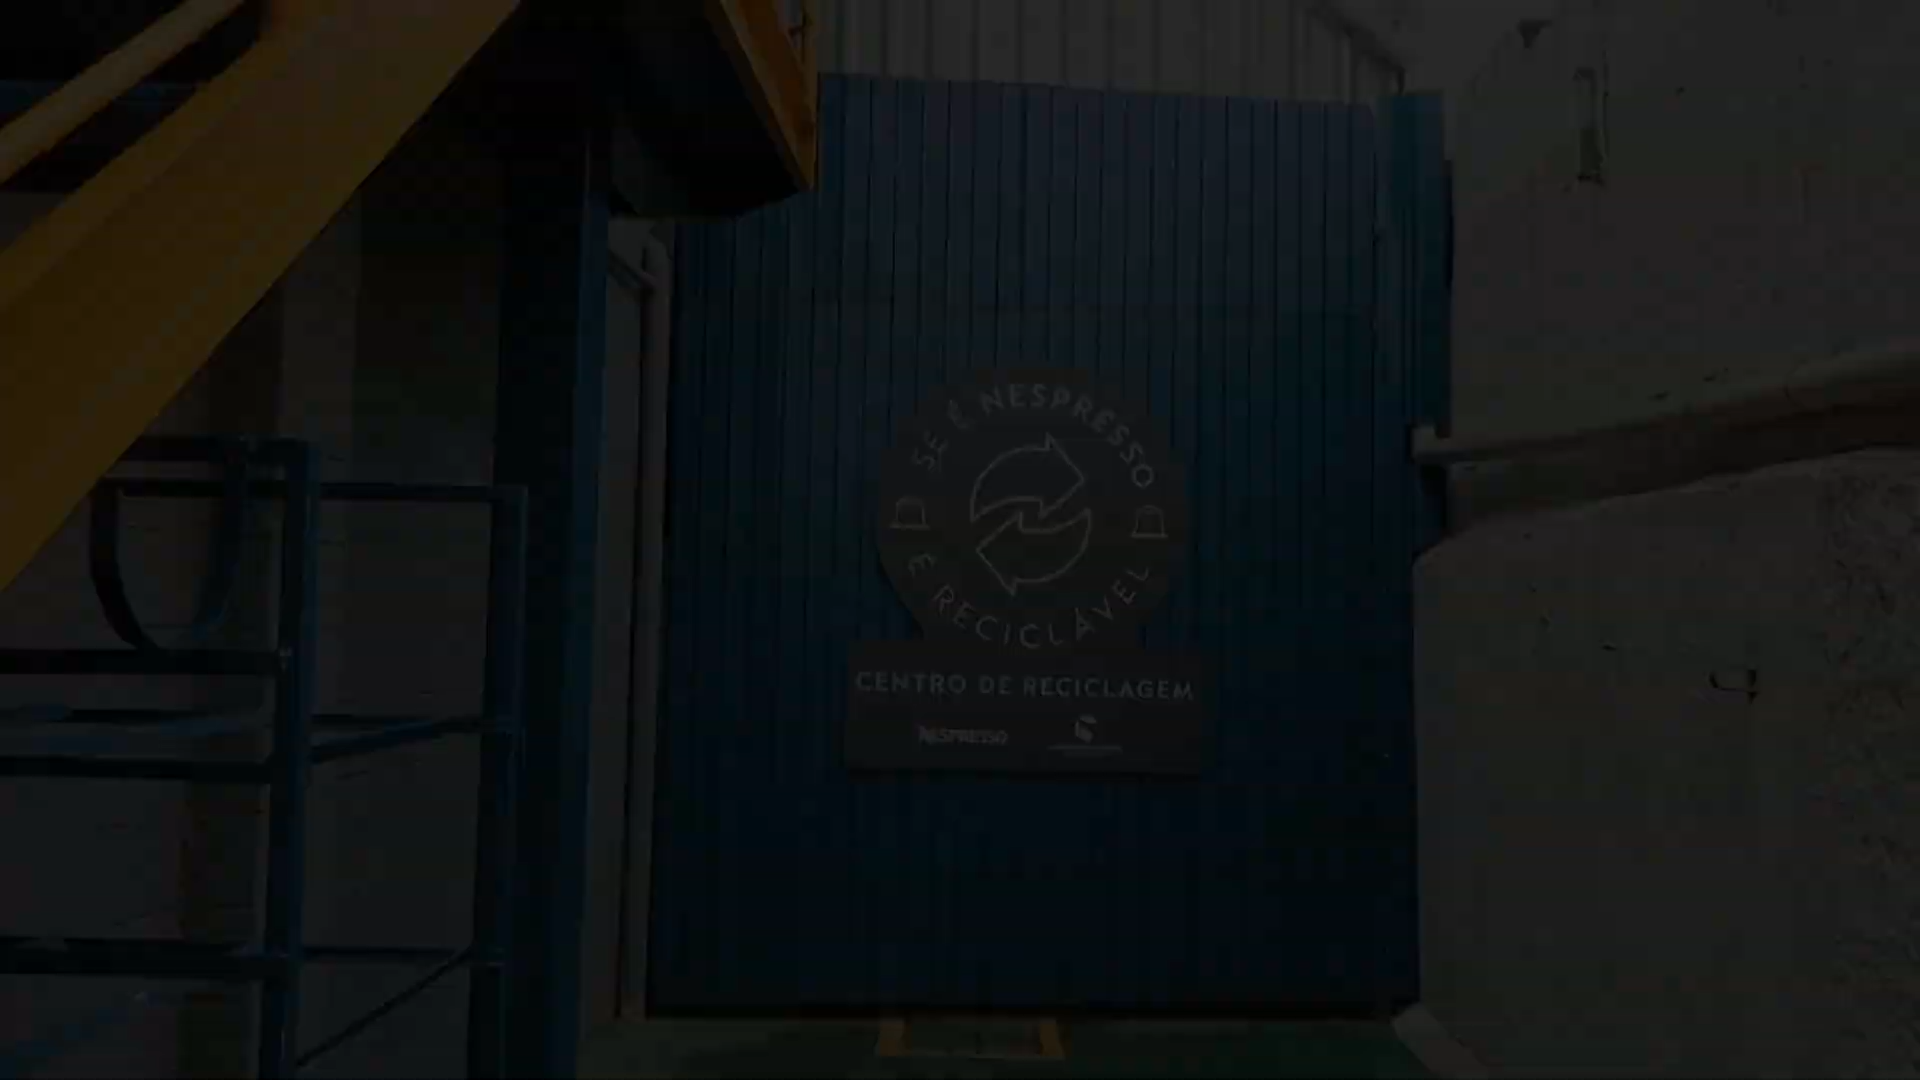 SE É NESPRESSO
É RECICLÁVEL
CENTRO DE RECICLAGEM
NESPRESSO